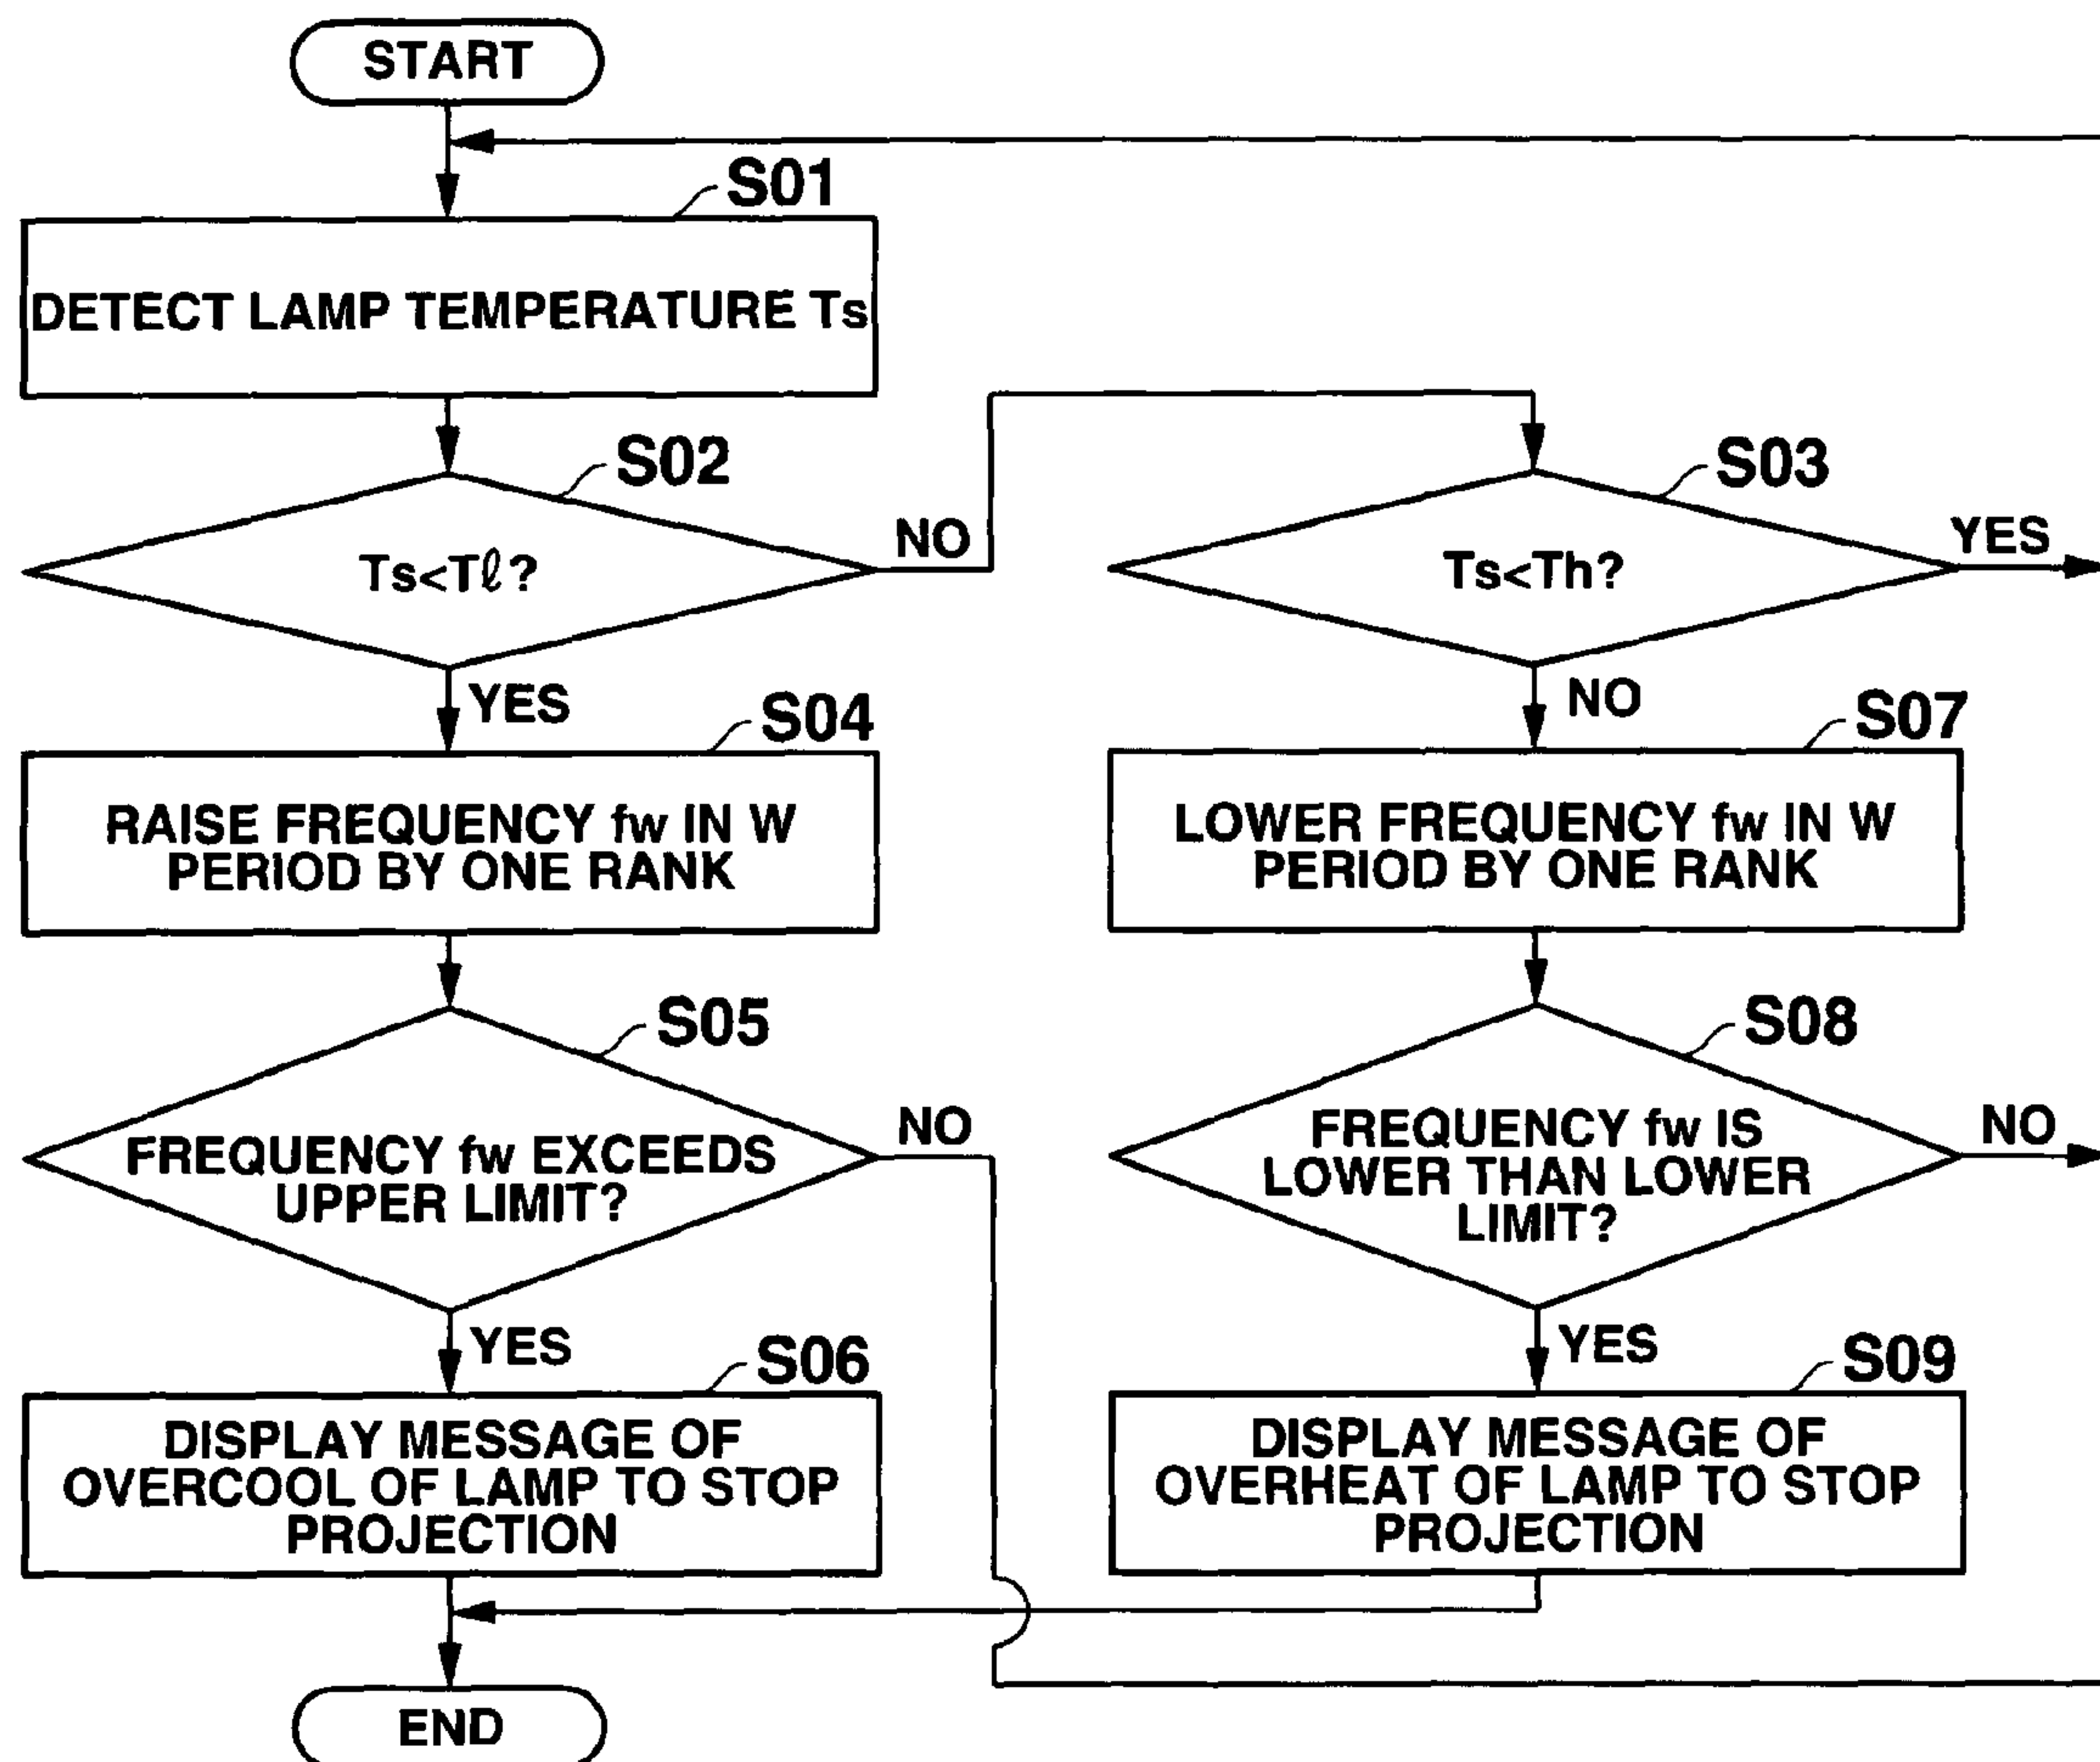 START
S01
DETECT LAMP TEMPERATURE Ts
S02
Ts<Tℓ?
NO
YES
S03
Ts<Th?
YES
NO
S04
RAISE FREQUENCY fw IN W
PERIOD BY ONE RANK
S07
LOWER FREQUENCY fw IN W
PERIOD BY ONE RANK
S05
FREQUENCY fw EXCEEDS
UPPER LIMIT?
NO
YES
S08
FREQUENCY fw IS
LOWER THAN LOWER
LIMIT?
NO
YES
S06
DISPLAY MESSAGE OF
OVERCOOL OF LAMP TO STOP
PROJECTION
S09
DISPLAY MESSAGE OF
OVERHEAT OF LAMP TO STOP
PROJECTION
END